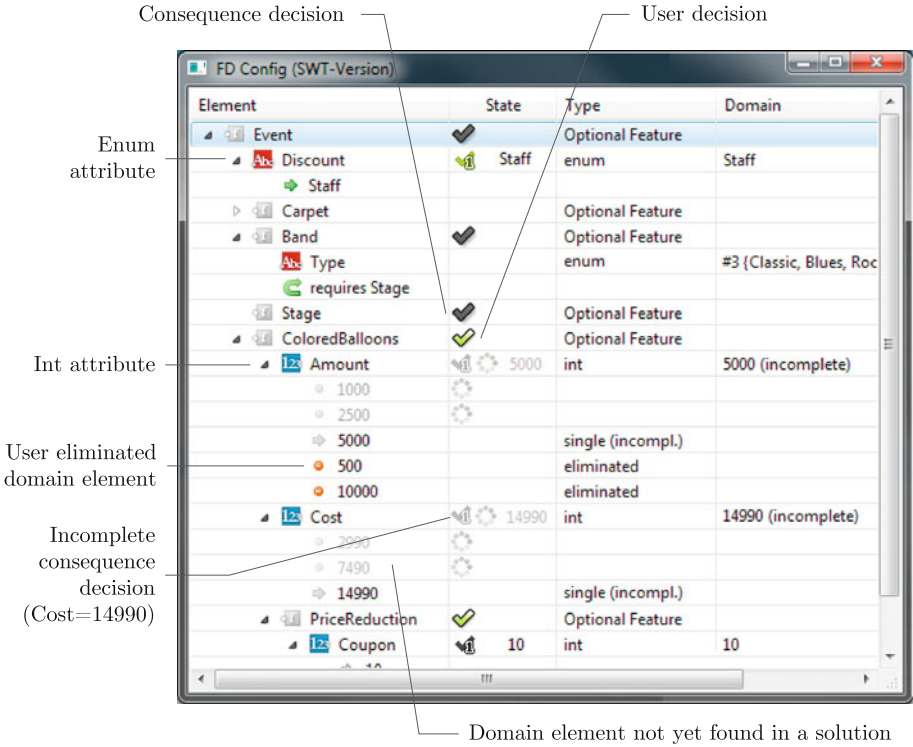 Consequence decision
User decision
FD Config (SWT-Version)
Element State Type Domain
Event Optional Feature
Enum
attribute
Discount Staff enum Staff
Staff
Carpet Optional Feature
Band Optional Feature
Type enum #3 {Classic, Blues, Roc
requires Stage
Stage Optional Feature
ColoredBalloons Optional Feature
Int attribute
Amount 5000 int 5000 (incomplete)
1000
2500
5000 single (incompl.)
User eliminated
domain element
500 eliminated
10000 eliminated
Cost 14990 int 14990 (incomplete)
Incomplete
consequence
decision
(Cost=14990)
2990
7490
14990 single (incompl.)
PriceReduction Optional Feature
Coupon 10 int 10
10
Domain element not yet found in a solution